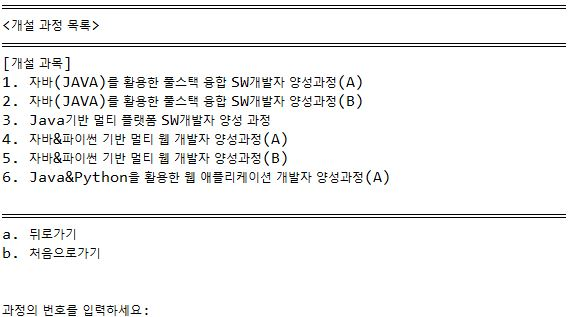 <개설 과정 목록>
[개설 과목]
1. 자바(JAVA)를 활용한 풀스택 융합 SW개발자 양성과정(A)
2. 자바(JAVA)를 활용한 풀스택 융합 SW개발자 양성과정(B)
3. Java기반 멀티 플랫폼 SW개발자 양성 과정
4. 자바&파이썬 기반 멀티 웹 개발자 양성과정(A)
5. 자바&파이썬 기반 멀티 웹 개발자 양성과정(B)
6. Java&Python을 활용한 웹 애플리케이션 개발자 양성과정(A)
a. 뒤로가기
b. 처음으로가기
과정의 번호를 입력하세요: